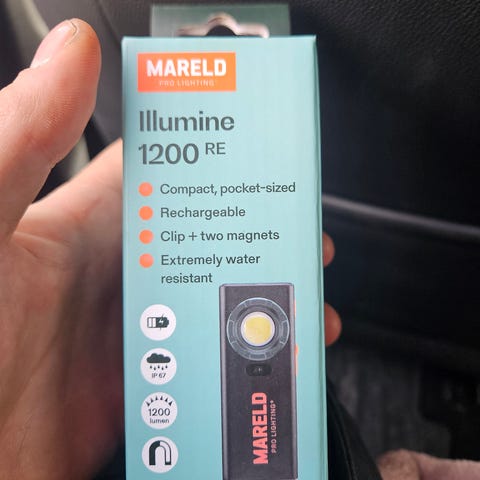 MARELD
PRO LIGHTING®
Illumine
1200 RE
Compact, pocket-sized
Rechargeable
Clip + two magnets
Extremely water
resistant
IP 67
1200
lumen
MARELD
PRO LIGHTING®